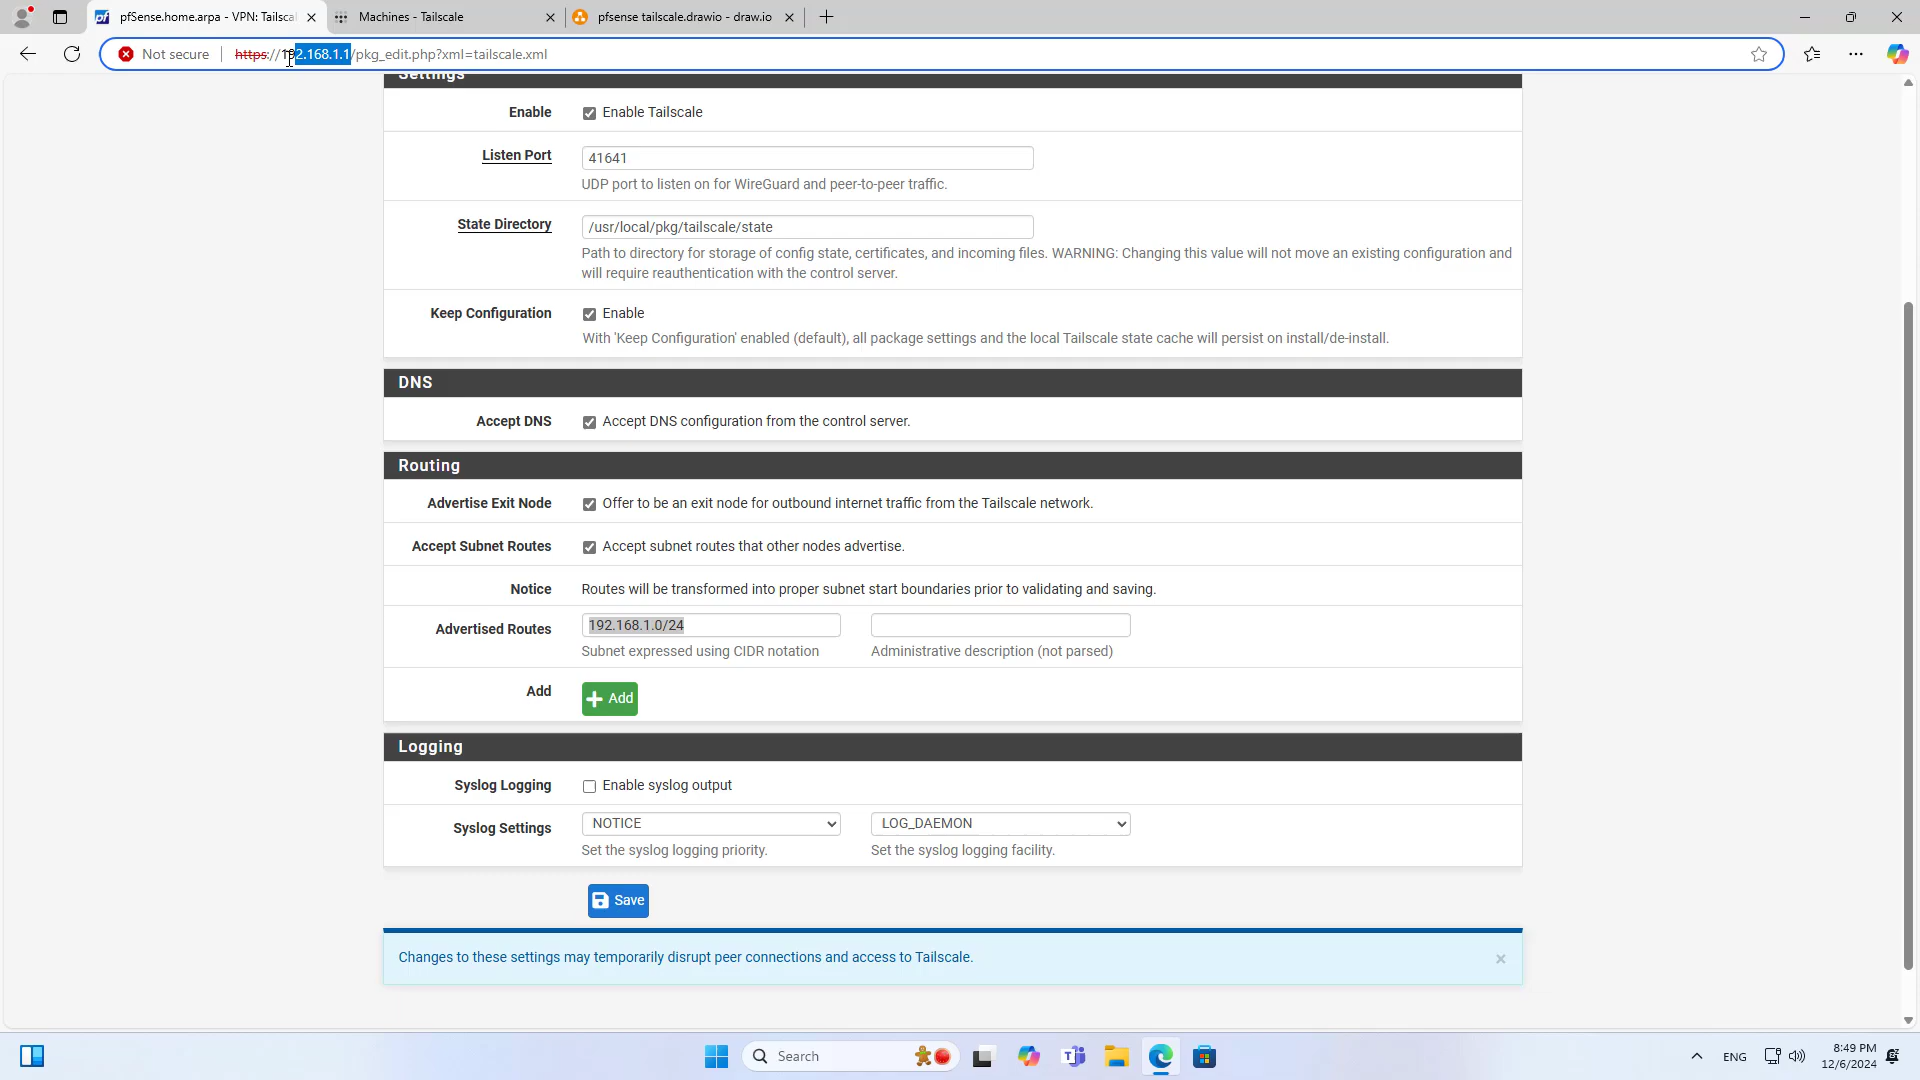 pfSense.home.arpa - VPN: Tailsca
Machines - Tailscale
pfsense tailscale.drawio - draw.io
Not secure
https://192.168.1.1/pkg_edit.php?xml=tailscale.xml
Settings
Enable
Enable Tailscale
Listen Port
41641
UDP port to listen on for WireGuard and peer-to-peer traffic.
State Directory
/usr/local/pkg/tailscale/state
Path to directory for storage of config state, certificates, and incoming files. WARNING: Changing this value will not move an existing configuration and
will require reauthentication with the control server.
Keep Configuration
Enable
With 'Keep Configuration' enabled (default), all package settings and the local Tailscale state cache will persist on install/de-install.
DNS
Accept DNS
Accept DNS configuration from the control server.
Routing
Advertise Exit Node
Offer to be an exit node for outbound internet traffic from the Tailscale network.
Accept Subnet Routes
Accept subnet routes that other nodes advertise.
Notice
Routes will be transformed into proper subnet start boundaries prior to validating and saving.
Advertised Routes
192.168.1.0/24
Subnet expressed using CIDR notation
Administrative description (not parsed)
Add
Add
Logging
Syslog Logging
Enable syslog output
Syslog Settings
NOTICE
LOG_DAEMON
Set the syslog logging priority.
Set the syslog logging facility.
Save
Changes to these settings may temporarily disrupt peer connections and access to Tailscale.
Search
ENG
8:49 PM
12/6/2024